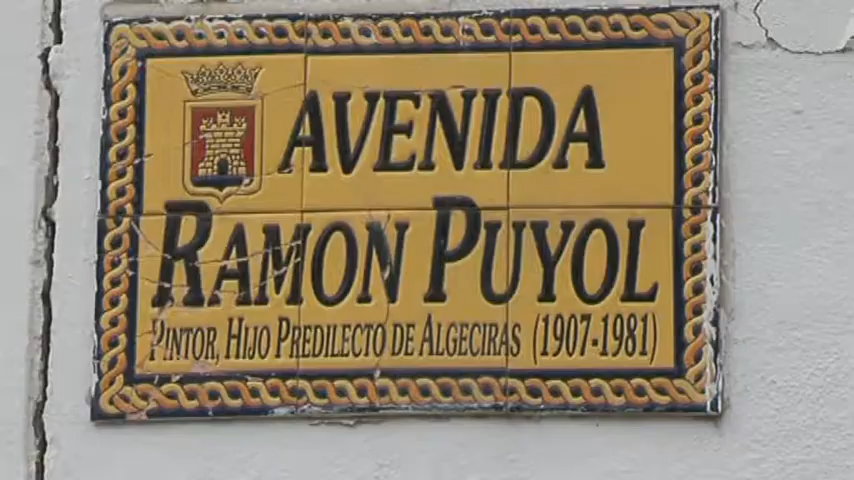 AVENIDA
RAMON PUYOL
PINTOR, HIJO PREDILECTO DE ALGECIRAS (1907-1981)